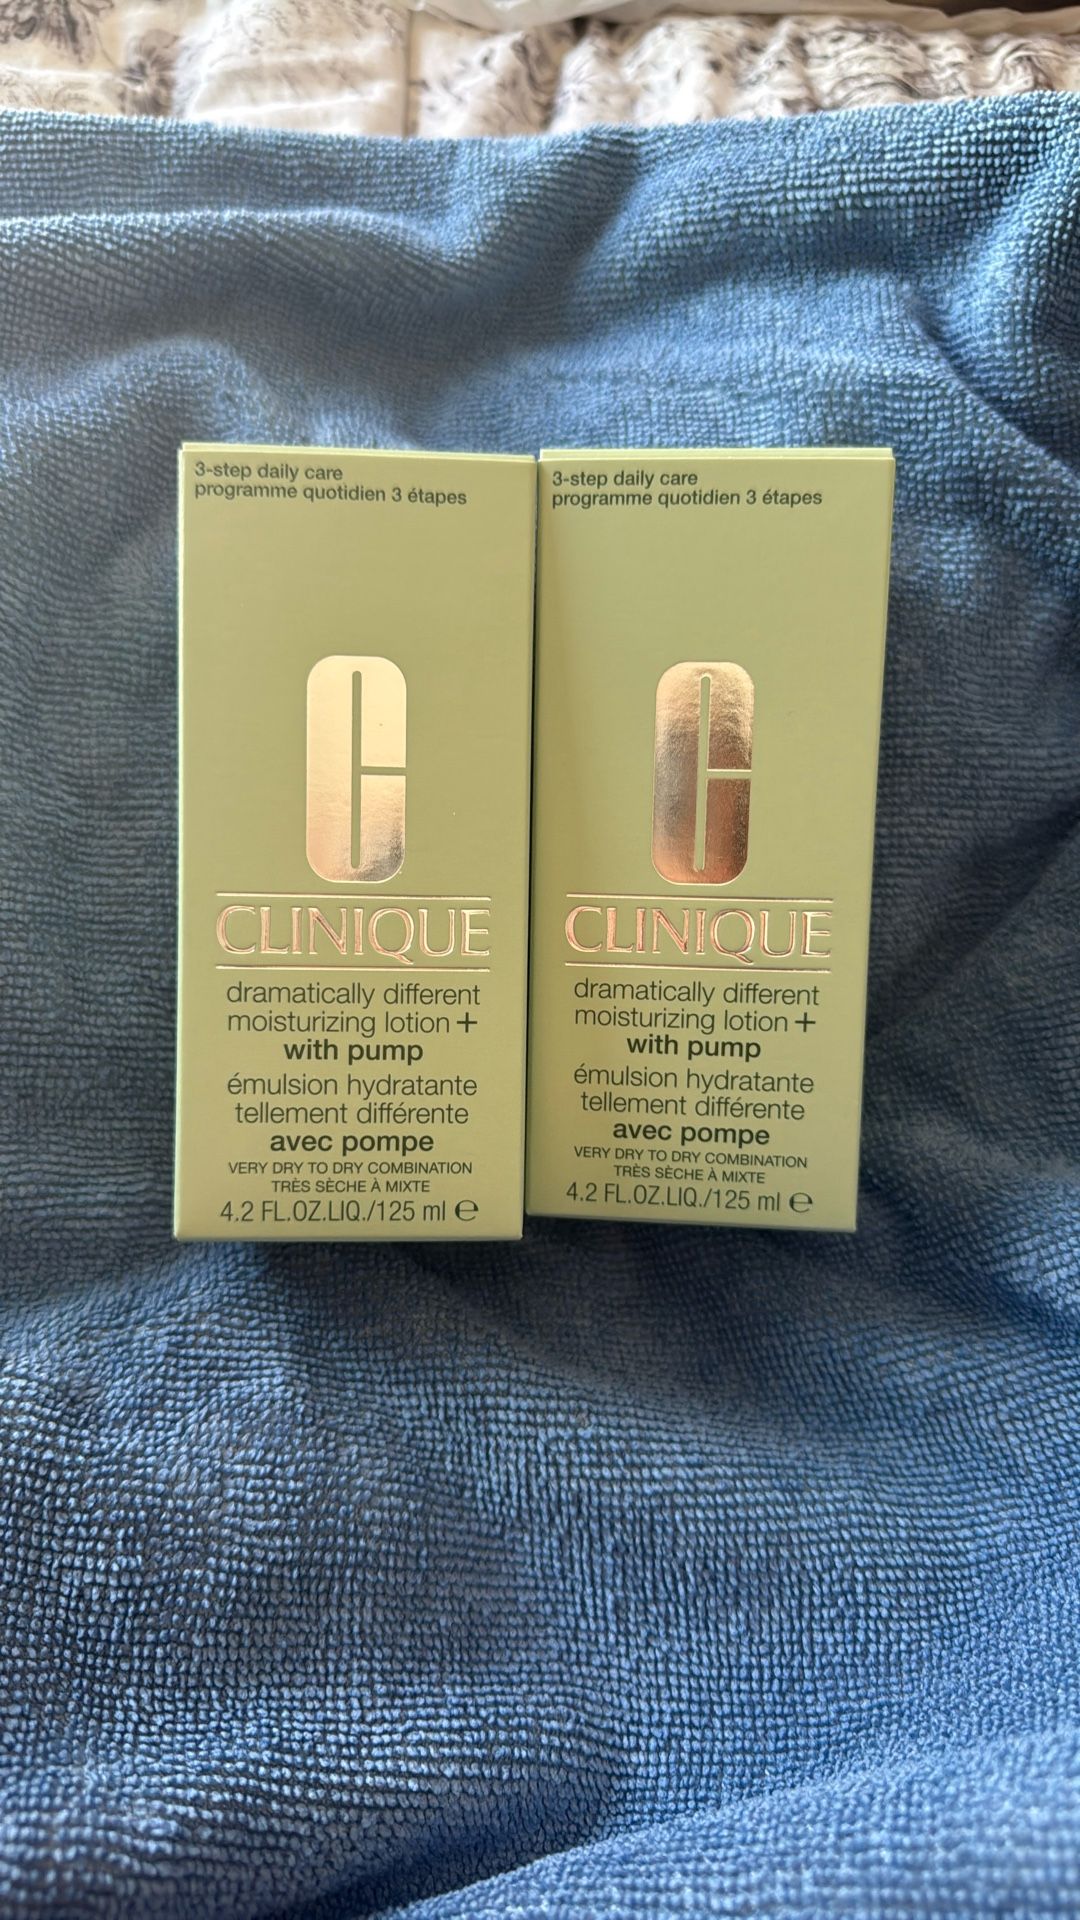 3-step daily care
programme quotidien 3 étapes
C
CLINIQUE
dramatically different
moisturizing lotion +
with pump
émulsion hydratante
tellement différente
avec pompe
VERY DRY TO DRY COMBINATION
TRÈS SÈCHE À MIXTE
4.2 FL.OZ.LIQ./125 ml ℮
3-step daily care
programme quotidien 3 étapes
C
CLINIQUE
dramatically different
moisturizing lotion +
with pump
émulsion hydratante
tellement différente
avec pompe
VERY DRY TO DRY COMBINATION
TRÈS SÈCHE À MIXTE
4.2 FL.OZ.LIQ./125 ml ℮